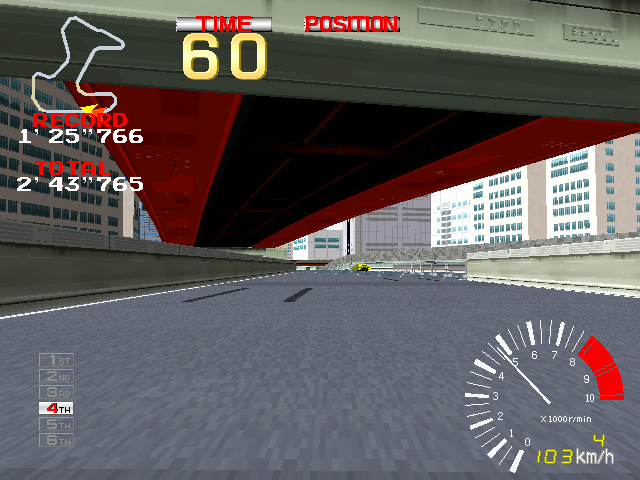 TIME POSITION
60
RECORD
1'25"766
TOTAL
2'43"765
1ST
2ND
3RD
4TH
5TH
6TH
0 1 2 3 4 5 6 7 8 9 10
X1000r/min
4
103km/h